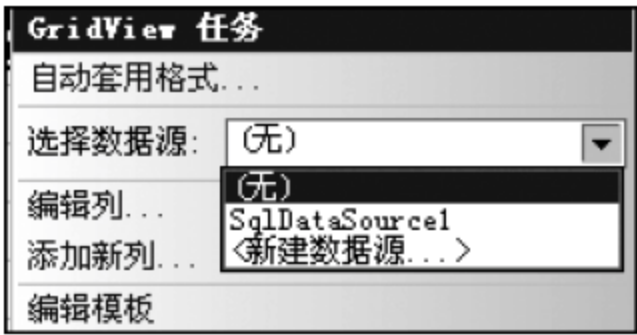 GridView 任务
自动套用格式...
选择数据源: (无)
(无)
编辑列...
SqlDataSource1
添加新列...
<新建数据源...>
编辑模板